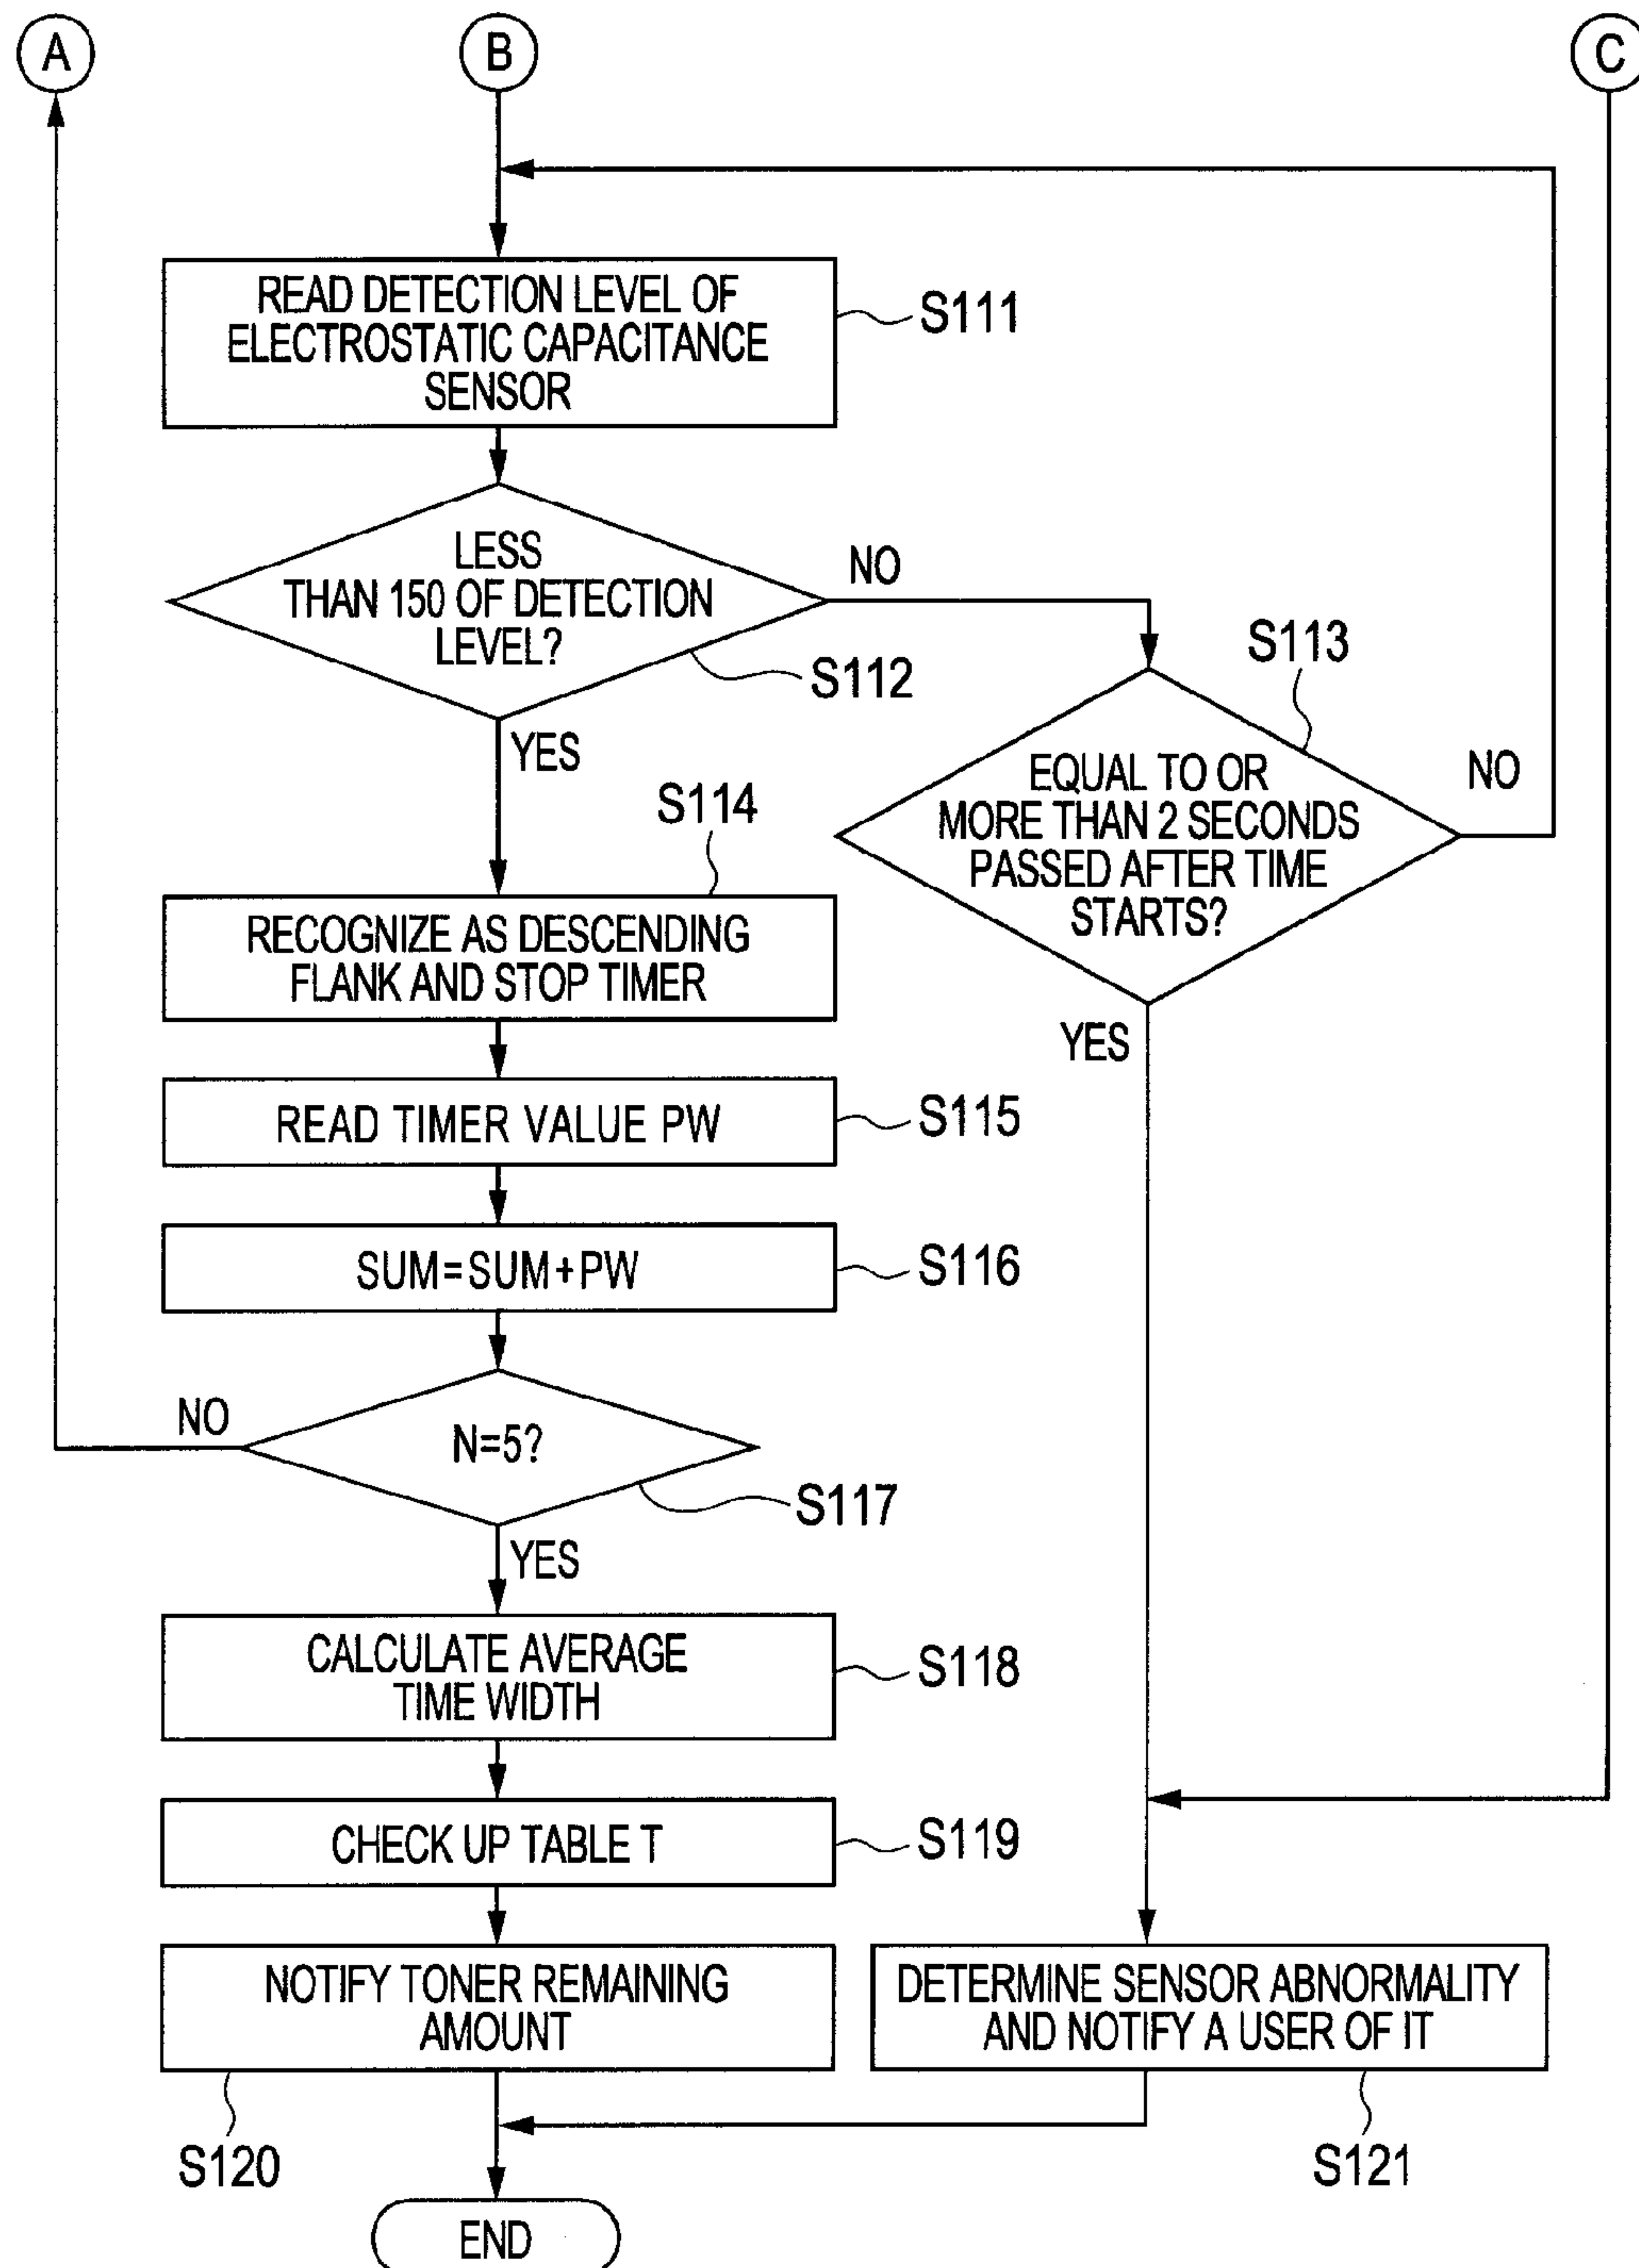 A
B
C
READ DETECTION LEVEL OF
ELECTROSTATIC CAPACITANCE
SENSOR
S111
LESS
THAN 150 OF DETECTION
LEVEL?
NO
S112
YES
S113
EQUAL TO OR
MORE THAN 2 SECONDS
PASSED AFTER TIME
STARTS?
NO
YES
S114
RECOGNIZE AS DESCENDING
FLANK AND STOP TIMER
READ TIMER VALUE PW
S115
SUM=SUM+PW
S116
NO
N=5?
S117
YES
CALCULATE AVERAGE
TIME WIDTH
S118
CHECK UP TABLE T
S119
NOTIFY TONER REMAINING
AMOUNT
S120
DETERMINE SENSOR ABNORMALITY
AND NOTIFY A USER OF IT
S121
END